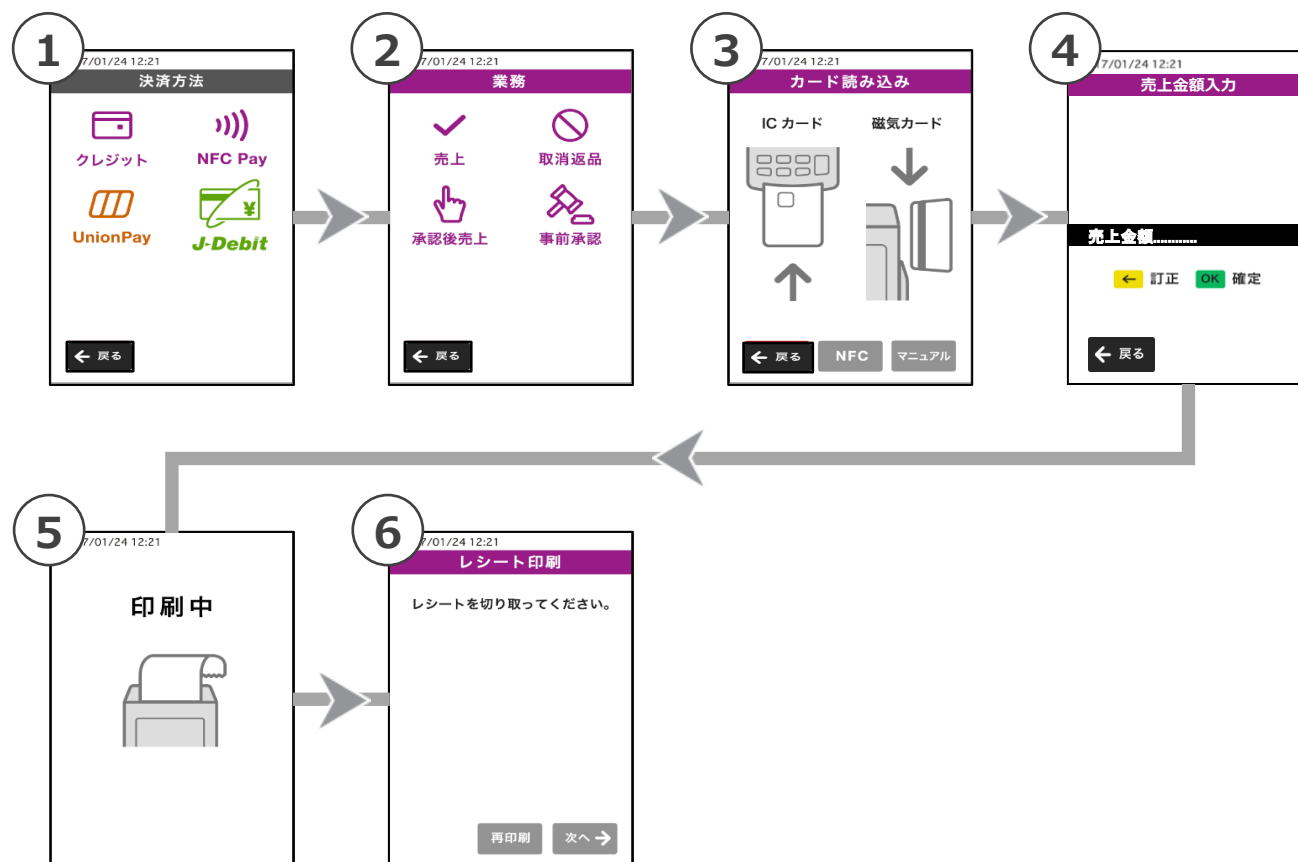 1
7/01/24 12:21
決済方法
クレジット
NFC Pay
UnionPay
J-Debit
戻る
2
7/01/24 12:21
業務
売上
取消返品
承認後売上
事前承認
戻る
3
7/01/24 12:21
カード読み込み
IC カード
磁気カード
戻る
NFC
マニュアル
4
17/01/24 12:21
売上金額入力
売上金額...........
訂正
OK 確定
戻る
5
7/01/24 12:21
印刷中
6
7/01/24 12:21
レシート印刷
レシートを切り取ってください。
再印刷
次へ